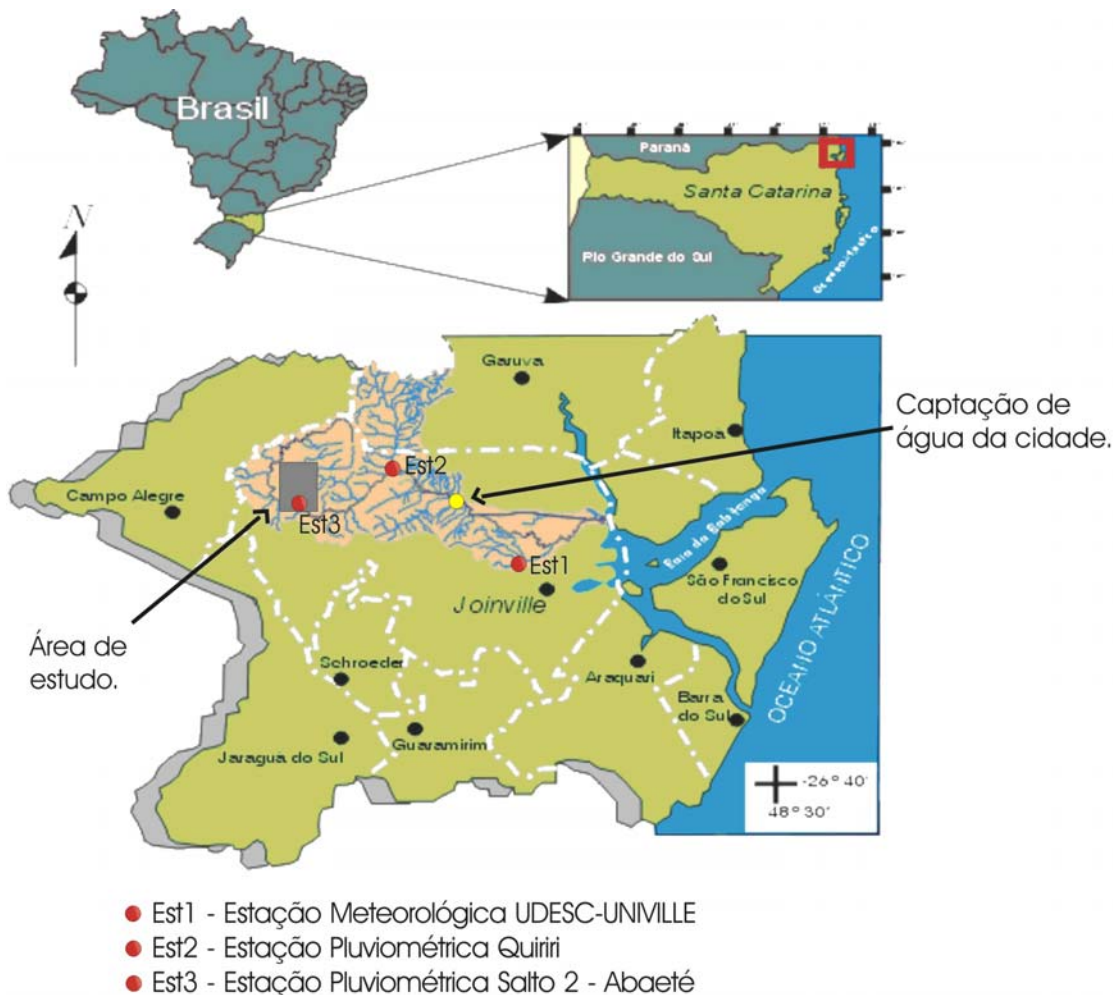 Brasil
N
Paraná
Santa Catarina
Rio Grande do Sul
Garuva
Captação de
água da cidade.
Itapoa
Est2
Campo Alegre
Est3
Est1
São Francisco
do Sul
Joinville
OCEANO ATLÂNTICO
Área de
estudo.
Schroeder
Araquari
Barra
do Sul
Guaramirim
Jaraguá do Sul
-26° 40'
48° 30'
Est1 - Estação Meteorológica UDESC-UNIVILLE
Est2 - Estação Pluviométrica Quiriri
Est3 - Estação Pluviométrica Salto 2 - Abaeté